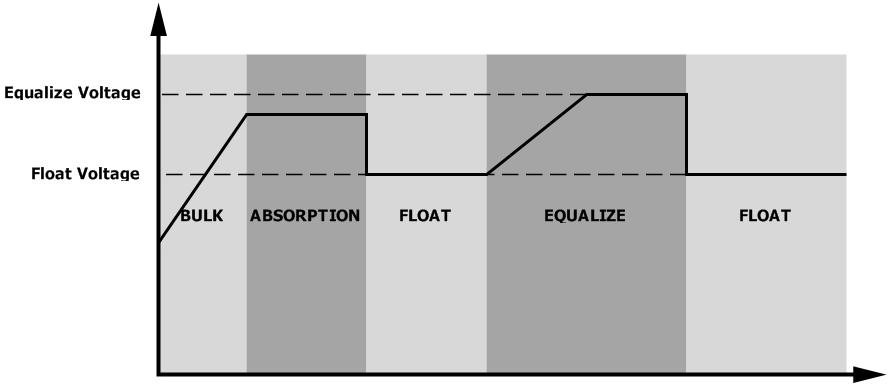 Equalize Voltage
Float Voltage
BULK ABSORPTION FLOAT EQUALIZE FLOAT